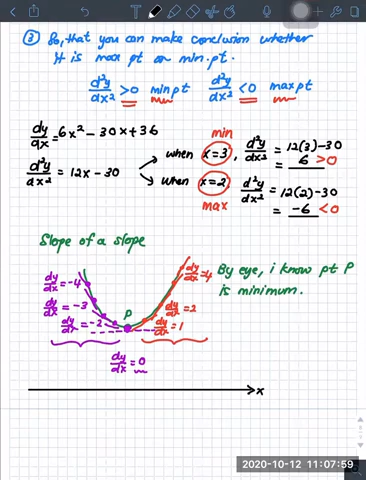 ③ So, that you can make conclusion whether
it is max pt or min.pt.
d²y/dx² >0 min pt d²y/dx² <0 max pt
dy/dx = 6x² - 30x + 36
min
when x=3, d²y/dx² = 12(3) - 30
= 6 >0
d²y/dx² = 12x - 30
when x=2, d²y/dx² = 12(2) - 30
= -6 <0
max
Slope of a slope
dy/dx = -4
dy/dx = -3
dy/dx = -2
P
dy/dx = 4
dy/dx = 2
dy/dx = 1
By eye, i know pt P
is minimum.
dy/dx = 0
x
2020-10-12 11:07:59